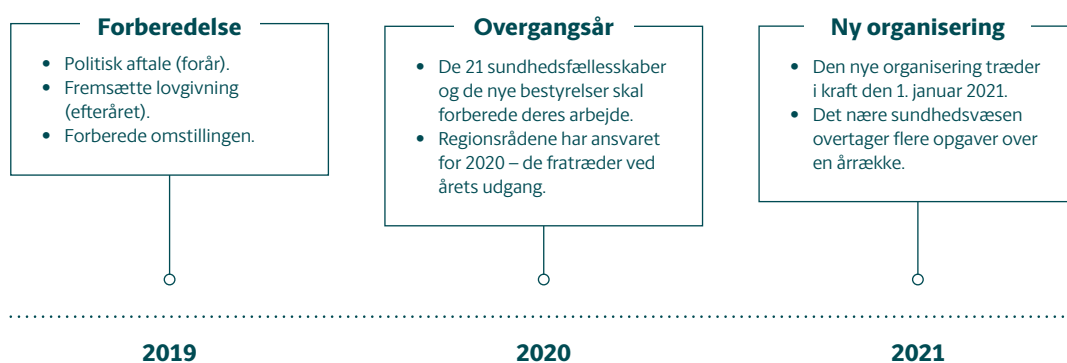 Forberedelse
• Politisk aftale (forår).
• Fremsætte lovgivning
(efteråret).
• Forberede omstillingen.
Overgangsår
• De 21 sundhedsfællesskaber
og de nye bestyrelser skal
forberede deres arbejde.
• Regionsrådene har ansvaret
for 2020 – de fratræder ved
årets udgang.
Ny organisering
• Den nye organisering træder
i kraft den 1. januar 2021.
• Det nære sundhedsvæsen
overtager flere opgaver over
en årrække.
2019
2020
2021